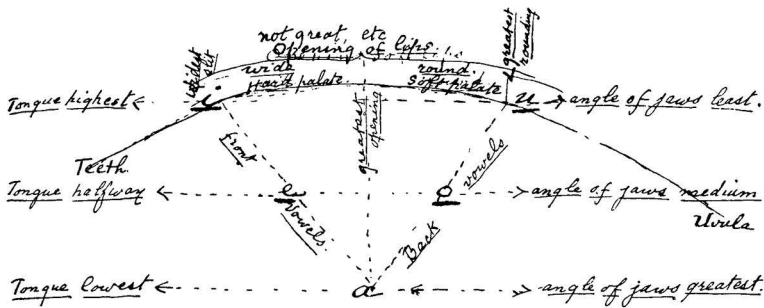 not great, etc
Opening of lips.
widest slit
wide
round.
greatest rounding
Hard palate
Soft palate
Tongue highest
i
u
angle of jaws least.
greatest opening
Teeth
front
vowels
Tongue halfway
e
o
angle of jaws medium
Vowels
Back
Uvula
Tongue lowest
a
angle of jaws greatest.